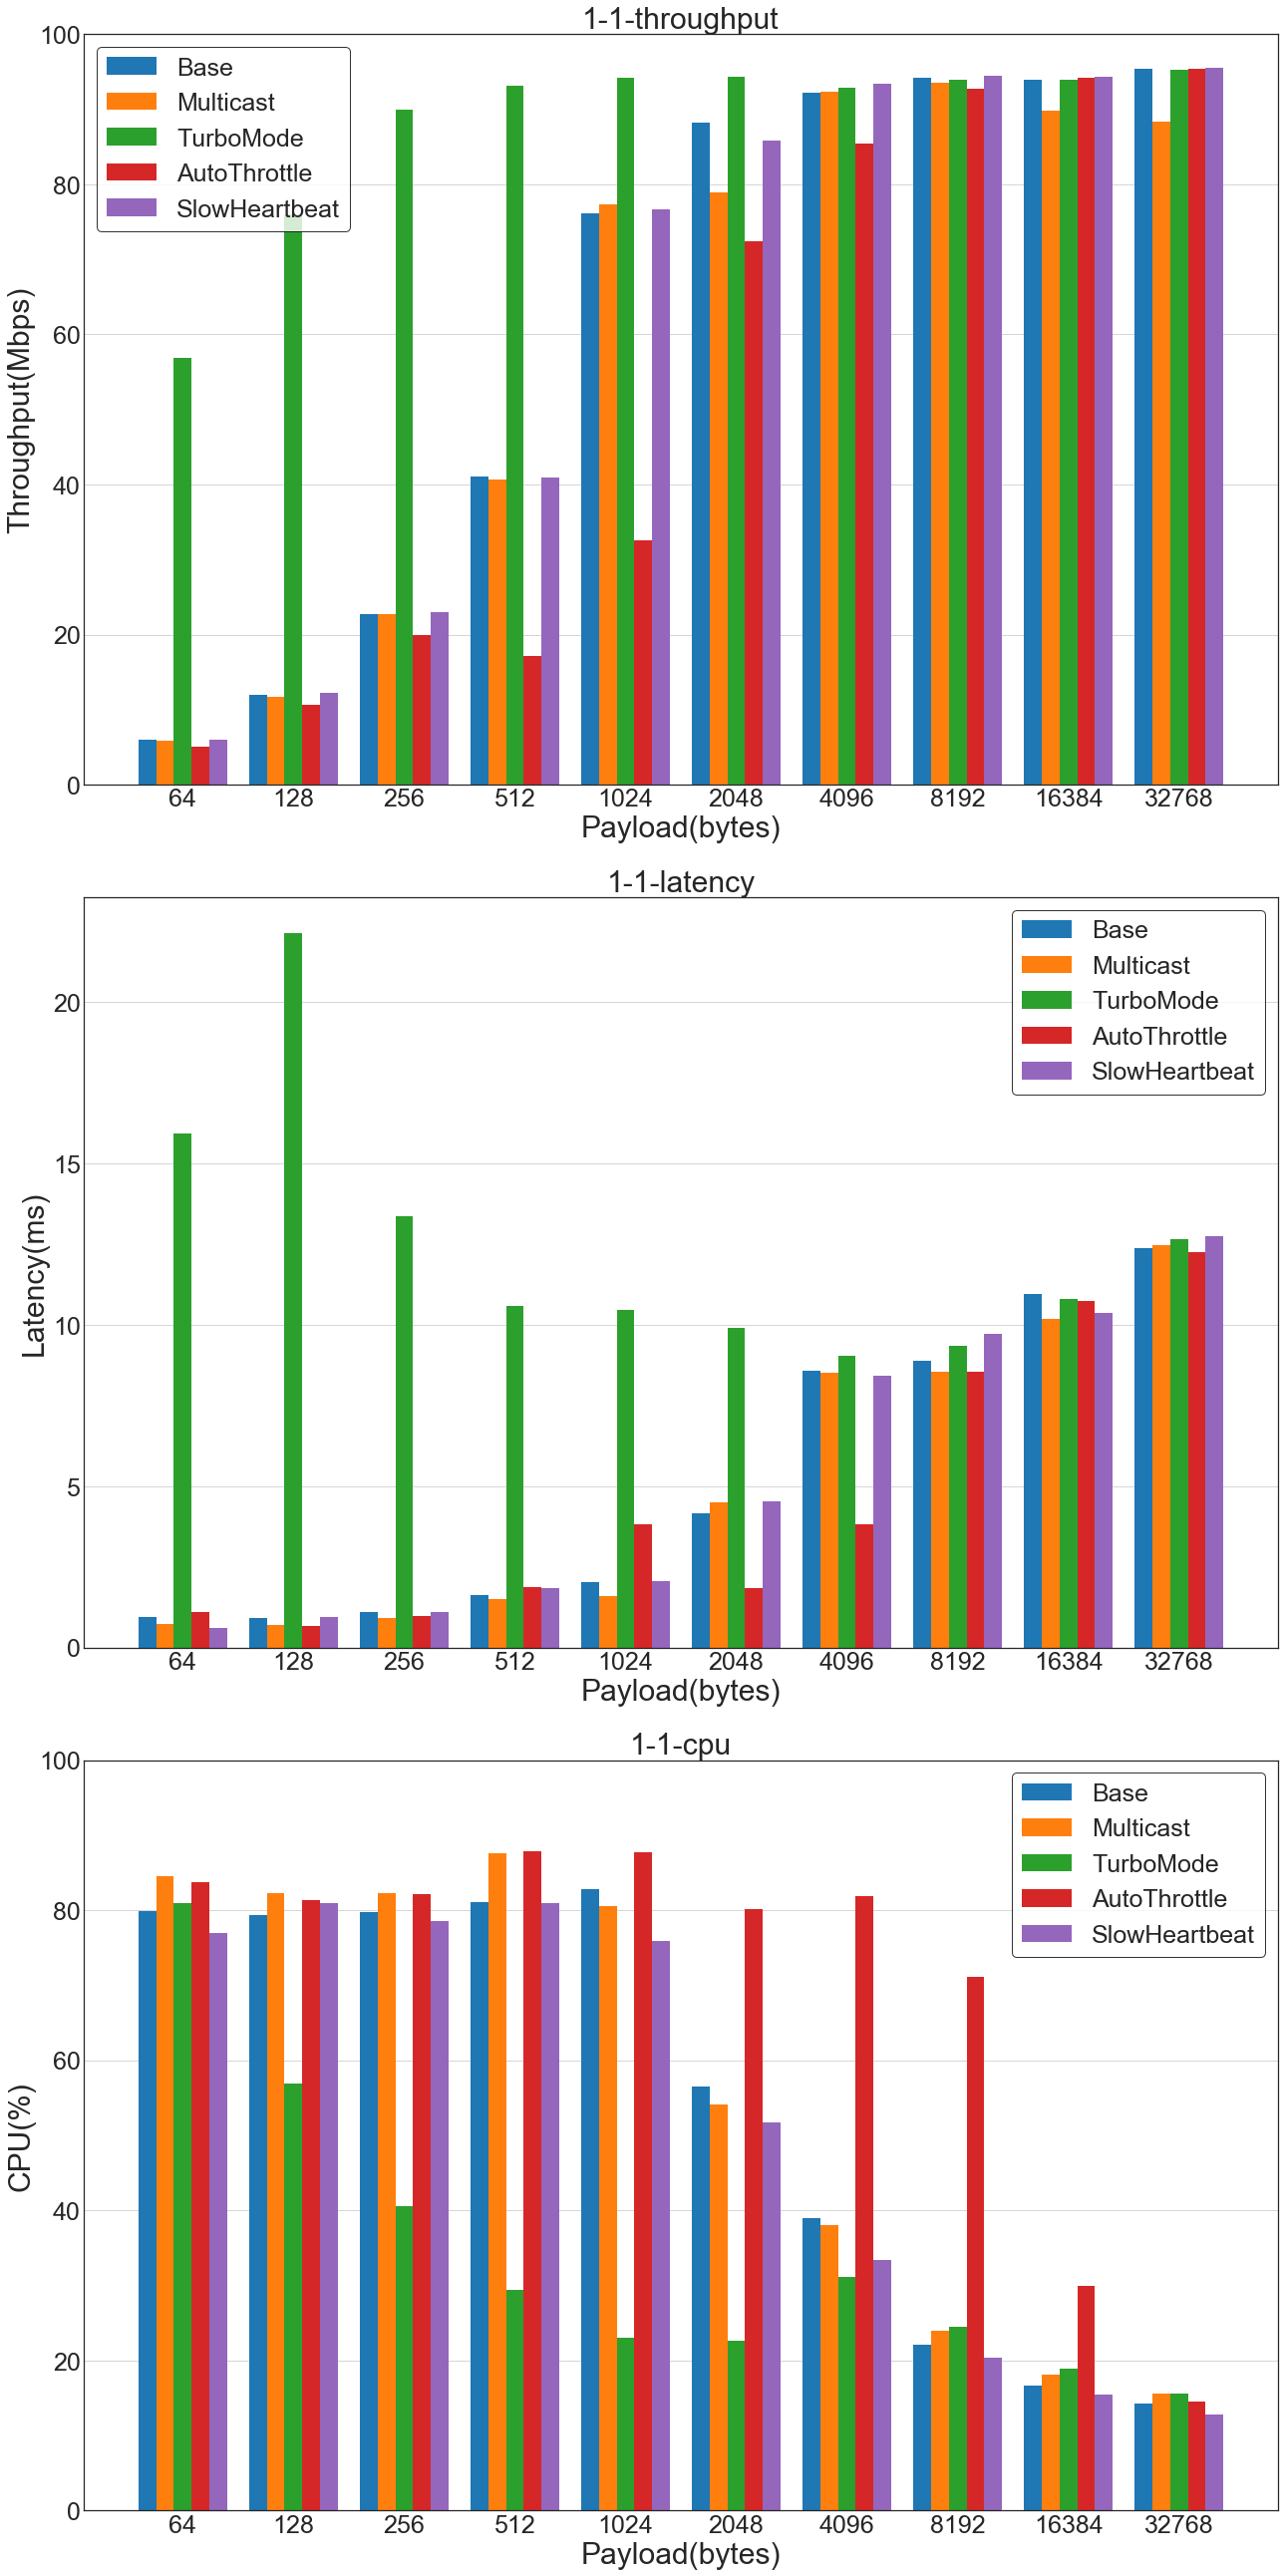 1-1-throughput
100
80
60
40
20
0
Throughput(Mbps)
Base
Multicast
TurboMode
AutoThrottle
SlowHeartbeat
64 128 256 512 1024 2048 4096 8192 16384 32768
Payload(bytes)
1-1-latency
20
15
10
5
0
Latency(ms)
Base
Multicast
TurboMode
AutoThrottle
SlowHeartbeat
64 128 256 512 1024 2048 4096 8192 16384 32768
Payload(bytes)
1-1-cpu
100
80
60
40
20
0
CPU(%)
Base
Multicast
TurboMode
AutoThrottle
SlowHeartbeat
64 128 256 512 1024 2048 4096 8192 16384 32768
Payload(bytes)